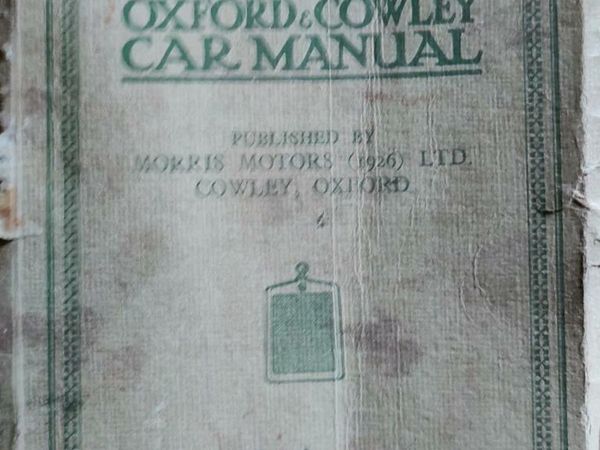 OXFORD & COWLEY
CAR MANUAL
PUBLISHED BY
MORRIS MOTORS (1926) LTD.
COWLEY, OXFORD